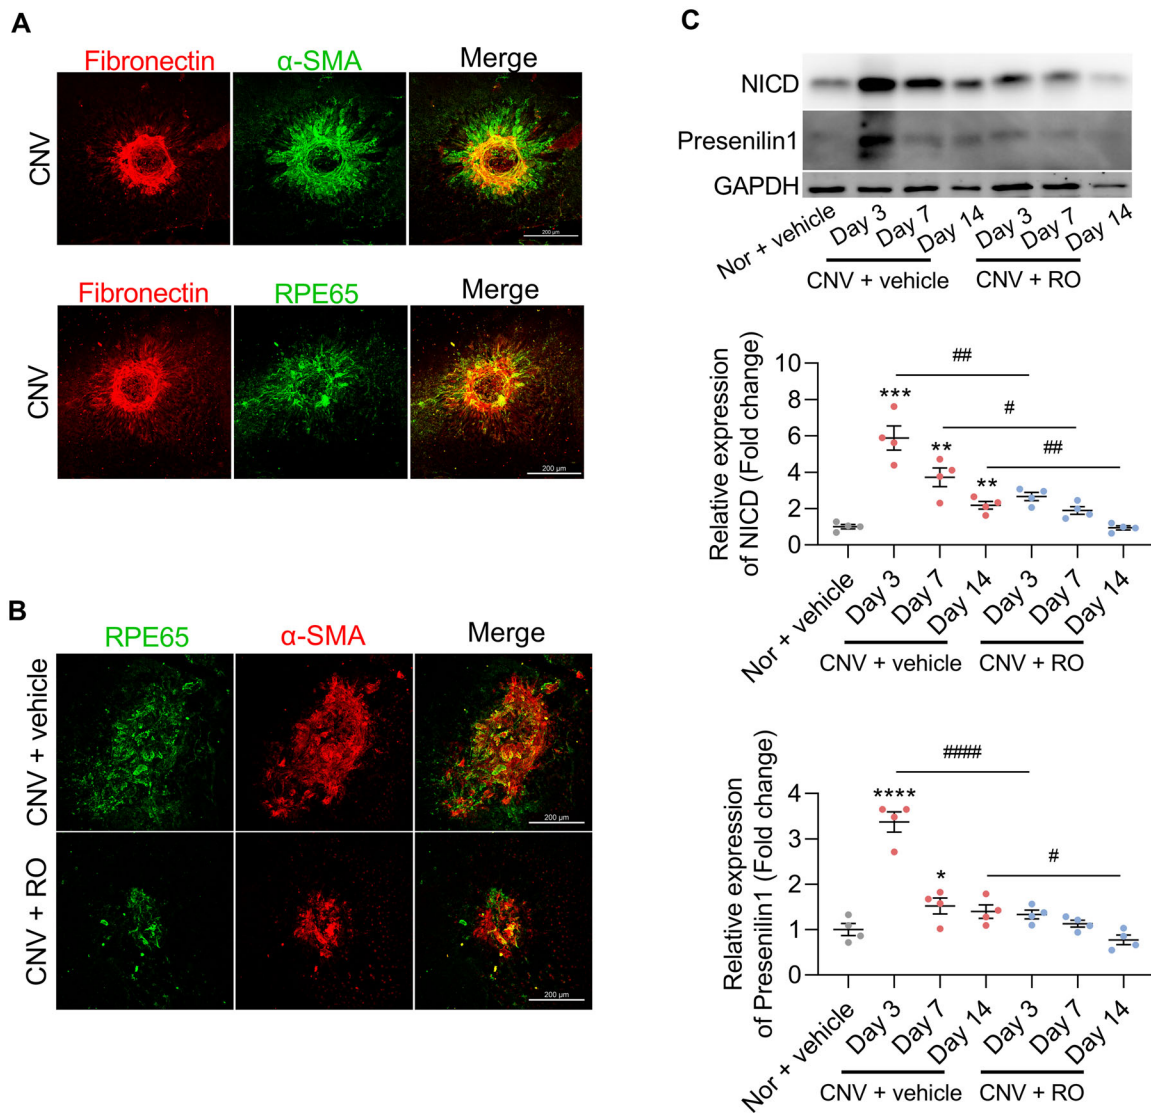 A
Fibronectin α-SMA Merge
CNV
200 µm
Fibronectin RPE65 Merge
CNV
200 µm
B
RPE65 α-SMA Merge
CNV + vehicle
200 µm
CNV + RO
200 µm
C
NICD
Presenilin1
GAPDH
Nor + vehicle Day 3 Day 7 Day 14 Day 3 Day 7 Day 14
CNV + vehicle CNV + RO
Relative expression
of NICD (Fold change)
10
8
6
4
2
0
***
**
**
##
#
##
Nor + vehicle Day 3 Day 7 Day 14 Day 3 Day 7 Day 14
CNV + vehicle CNV + RO
Relative expression
of Presenilin1 (Fold change)
4
3
2
1
0
****
*
####
#
Nor + vehicle Day 3 Day 7 Day 14 Day 3 Day 7 Day 14
CNV + vehicle CNV + RO